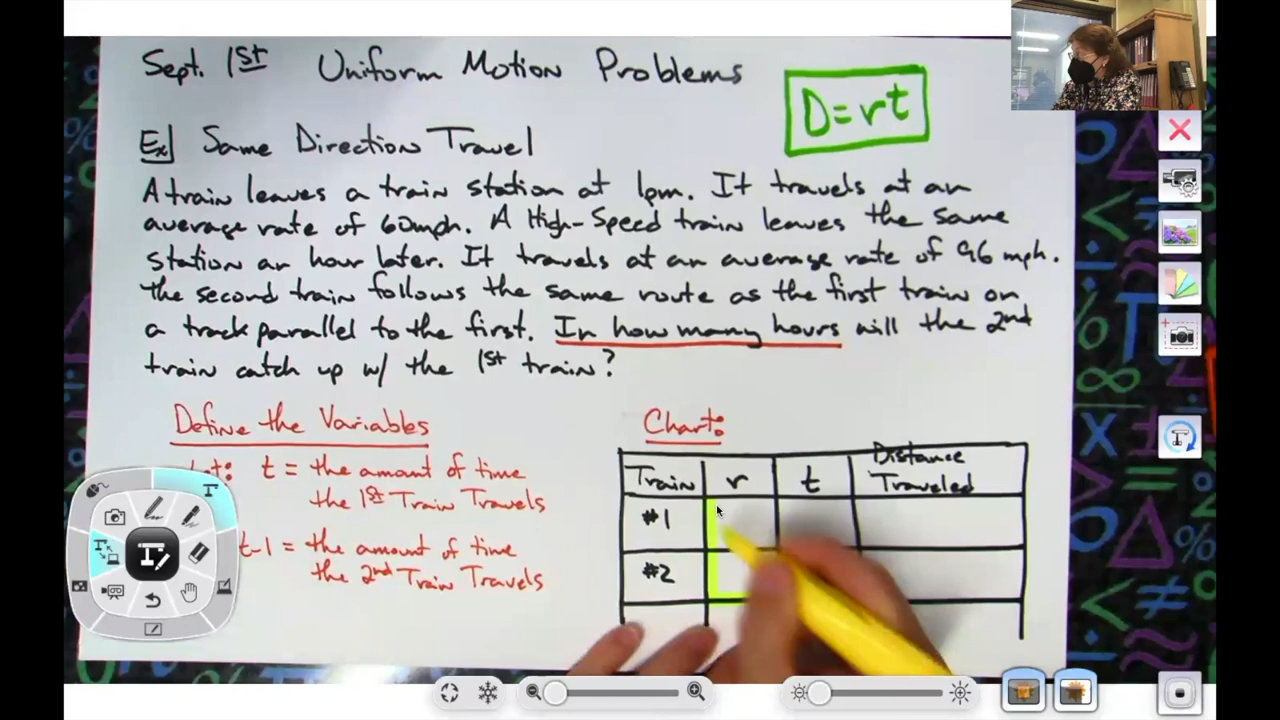 Sept. 1st Uniform Motion Problems
D=rt
Ex] Same Direction Travel
A train leaves a train station at 1pm. It travels at an
average rate of 60mph. A High-Speed train leaves the same
station an hour later. It travels at an average rate of 96 mph.
The second train follows the same route as the first train on
a track parallel to the first. In how many hours will the 2nd
train catch up w/ the 1st train?
Define the Variables
t = the amount of time
the 1st Train Travels
t-1 = the amount of time
the 2nd Train Travels
Chart:
Train r t Distance Traveled
#1
#2